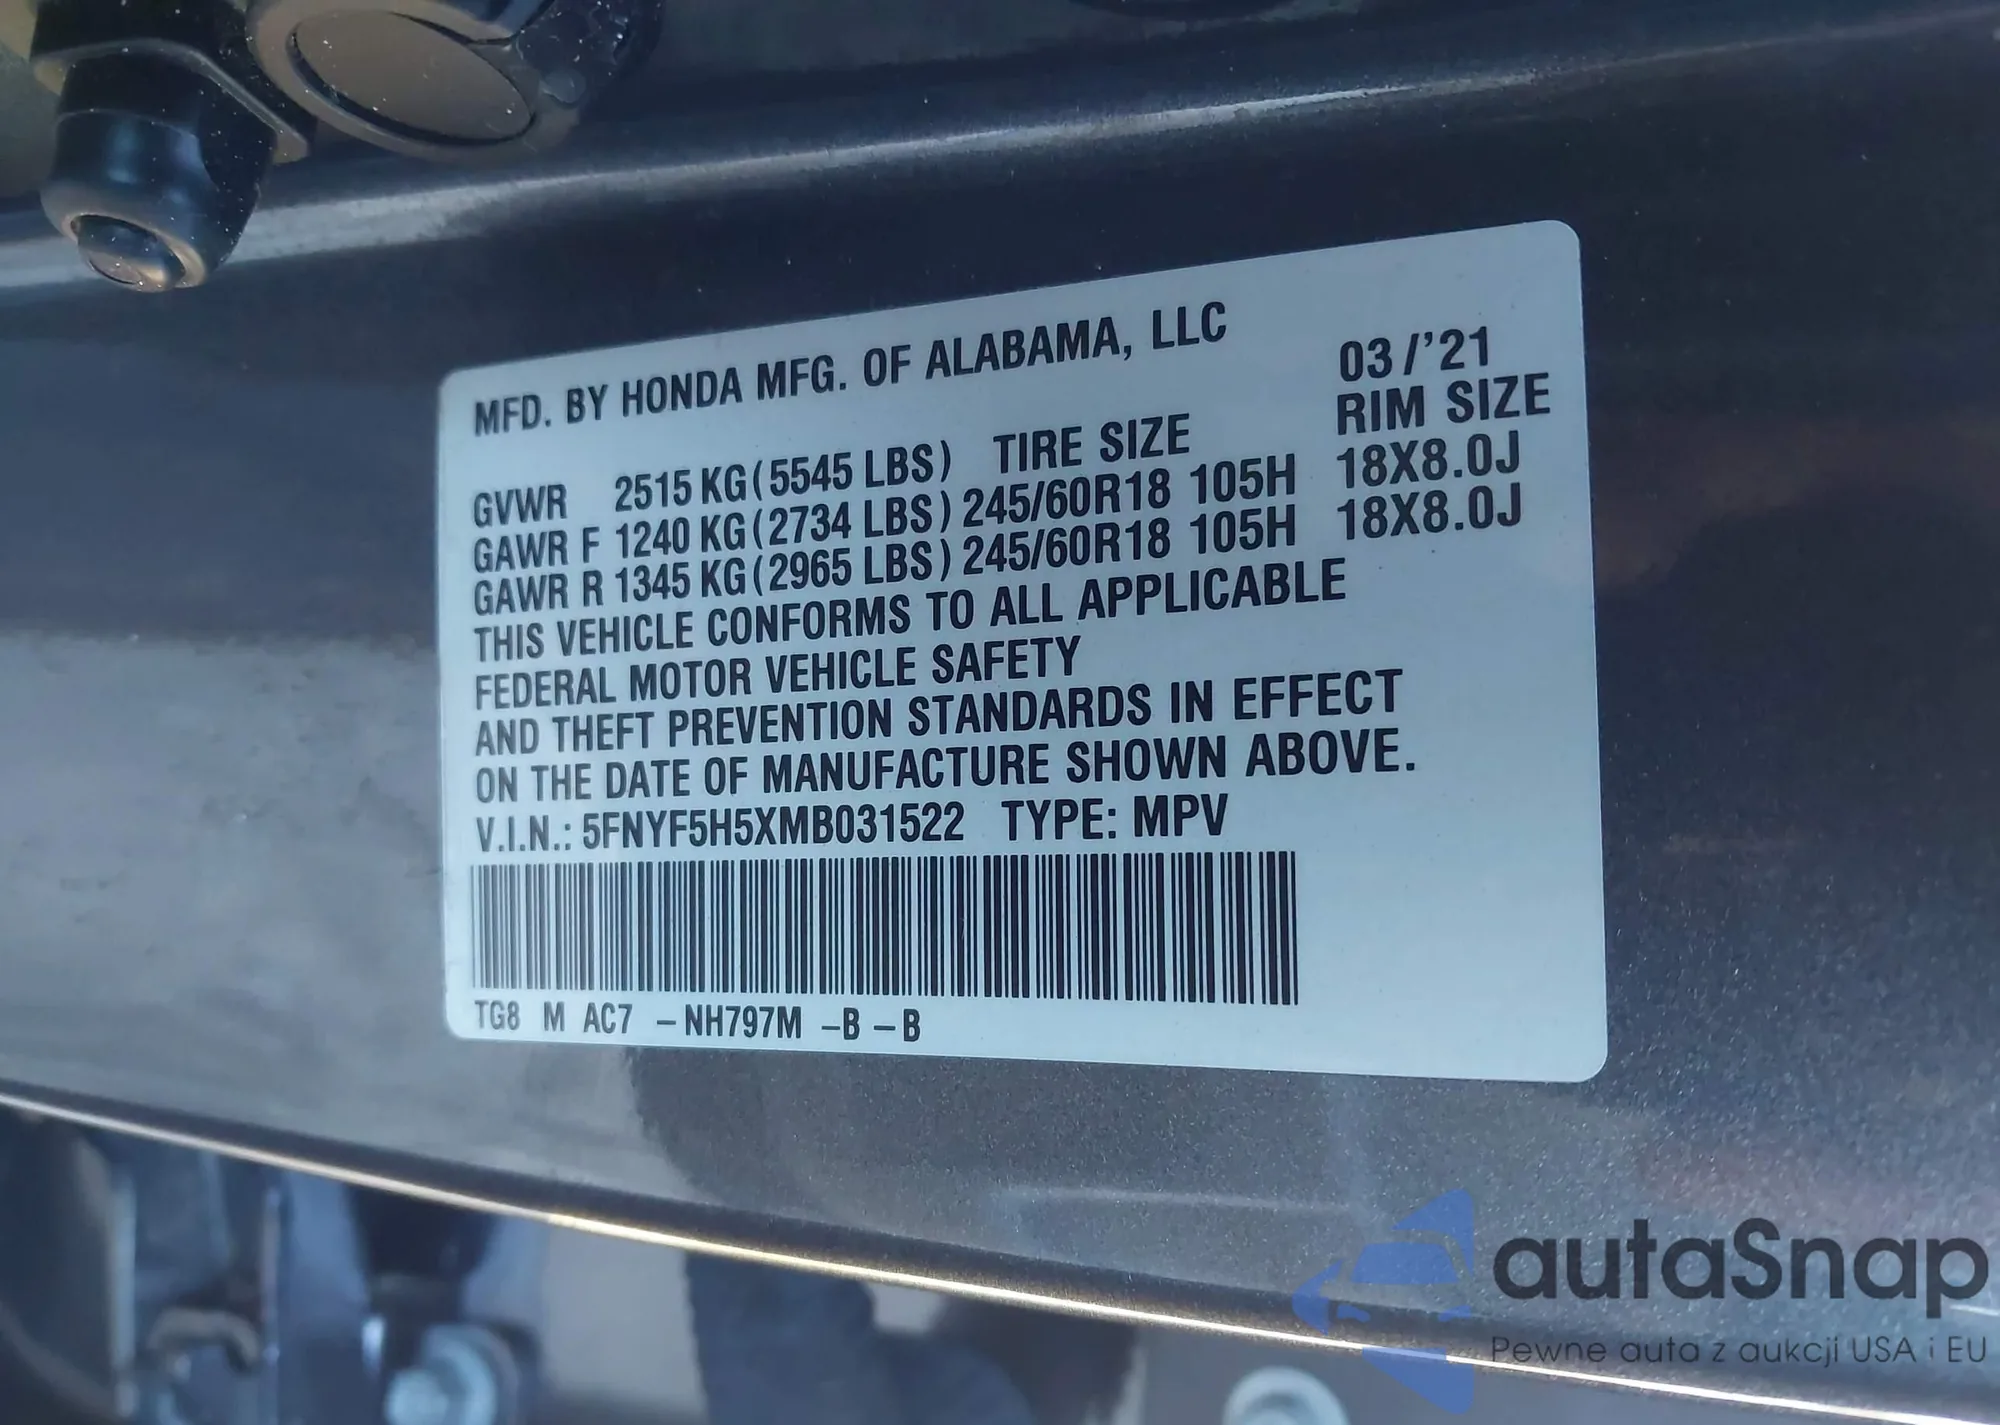 MFD. BY HONDA MFG. OF ALABAMA, LLC 03/'21
TIRE SIZE RIM SIZE
GVWR 2515 KG (5545 LBS)
GAWR F 1240 KG (2734 LBS) 245/60R18 105H 18X8.0J
GAWR R 1345 KG (2965 LBS) 245/60R18 105H 18X8.0J
THIS VEHICLE CONFORMS TO ALL APPLICABLE
FEDERAL MOTOR VEHICLE SAFETY
AND THEFT PREVENTION STANDARDS IN EFFECT
ON THE DATE OF MANUFACTURE SHOWN ABOVE.
V.I.N.: 5FNYF5H5XMB031522 TYPE: MPV
TG8 M AC7 -NH797M -B -B
autaSnap
Pewne auta z aukcji USA i EU